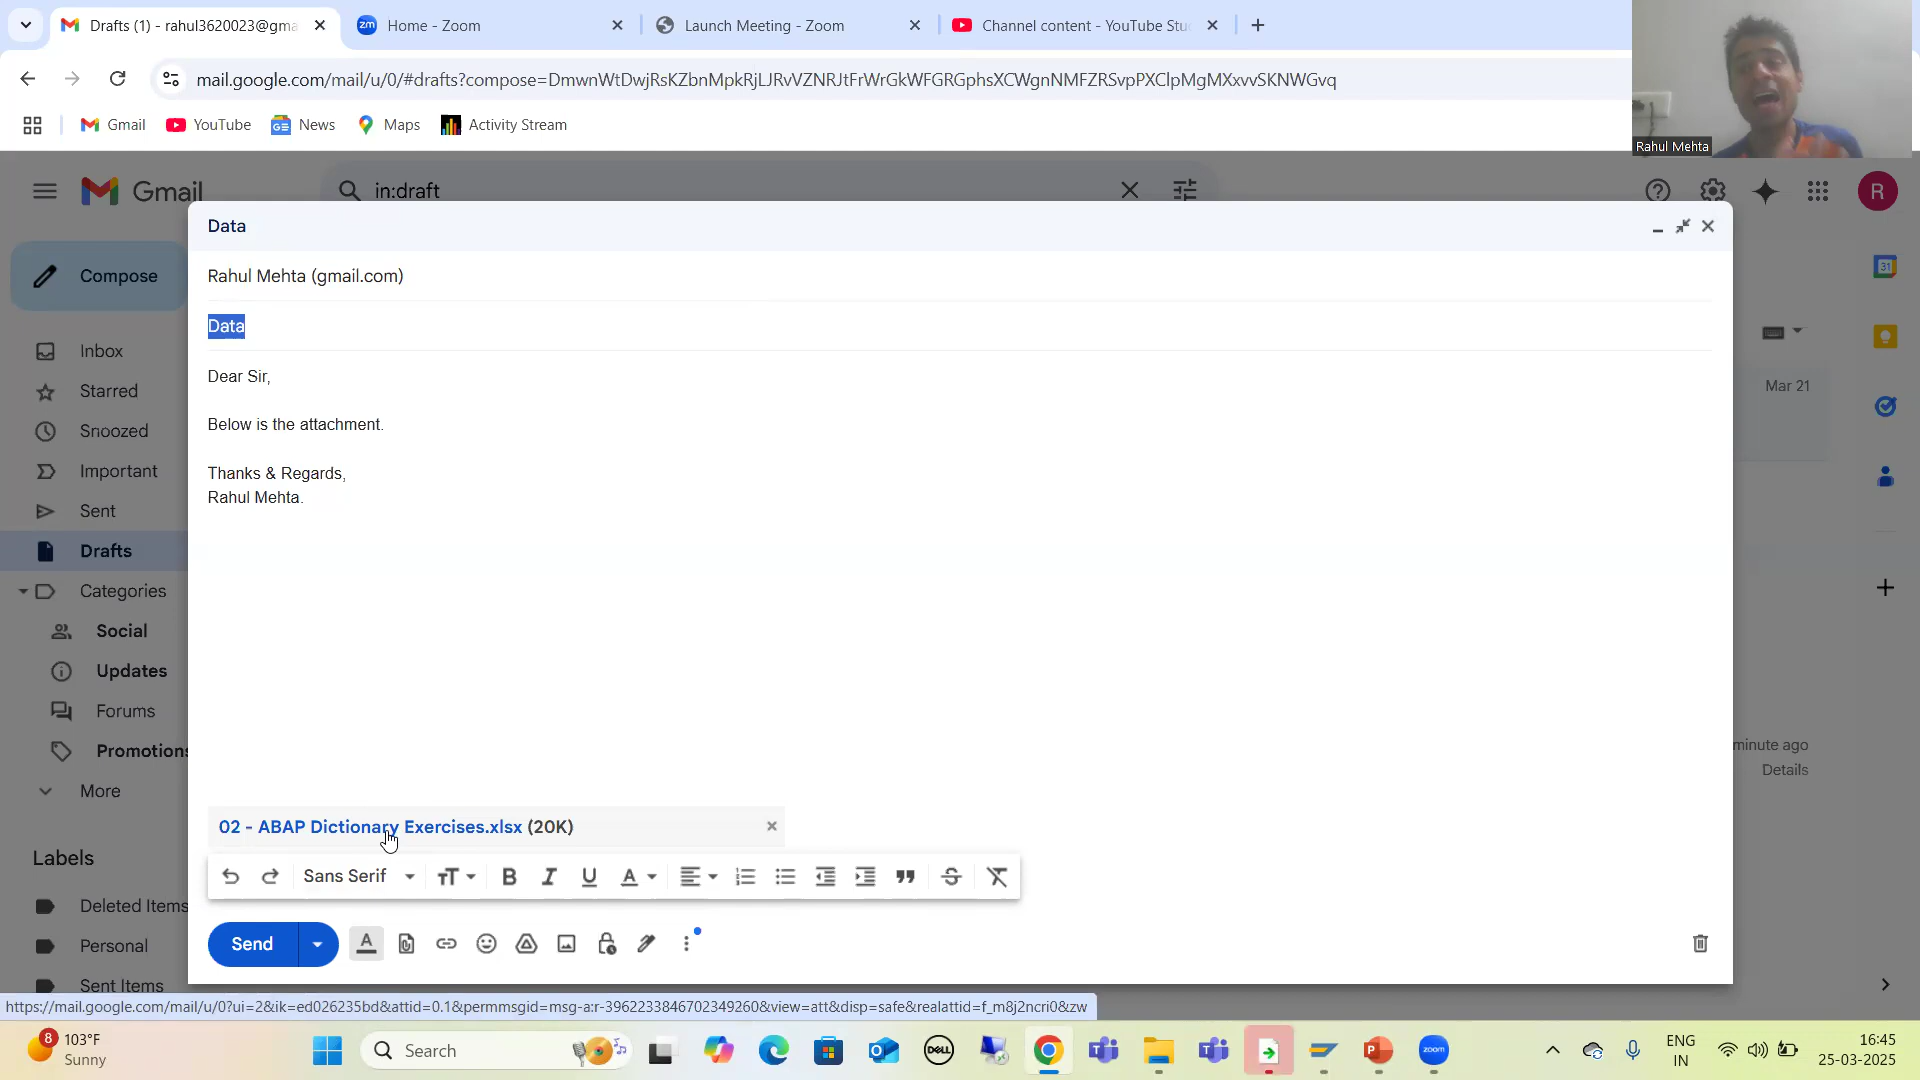 Drafts (1) - rahul3620023@gma
Home - Zoom
Launch Meeting - Zoom
Channel content - YouTube Stu
mail.google.com/mail/u/0/#drafts?compose=DmwnWtDwjRsKZbnMpkRjLJRvVZNRJtFrWrGkWFGRGphsXCWgnNMFZRSvpPXClpMgMXxvvSKNWGvq
Gmail
YouTube
News
Maps
Activity Stream
Rahul Mehta
Gmail
in:draft
R
Compose
Inbox
Starred
Snoozed
Important
Sent
Drafts
Categories
Social
Updates
Forums
Promotions
More
Labels
Deleted Items
Personal
Sent Items
Data
Rahul Mehta (gmail.com)
Data
Dear Sir,
Below is the attachment.
Thanks & Regards,
Rahul Mehta.
02 - ABAP Dictionary Exercises.xlsx (20K)
Sans Serif
Send
Mar 21
minute ago
Details
31
https://mail.google.com/mail/u/0?ui=2&ik=ed026235bd&attid=0.1&permmsgid=msg-a:r-3962233846702349260&view=att&disp=safe&realattid=f_m8j2ncri0&zw
8
103°F
Sunny
Search
DELL
zoom
ENG
IN
16:45
25-03-2025